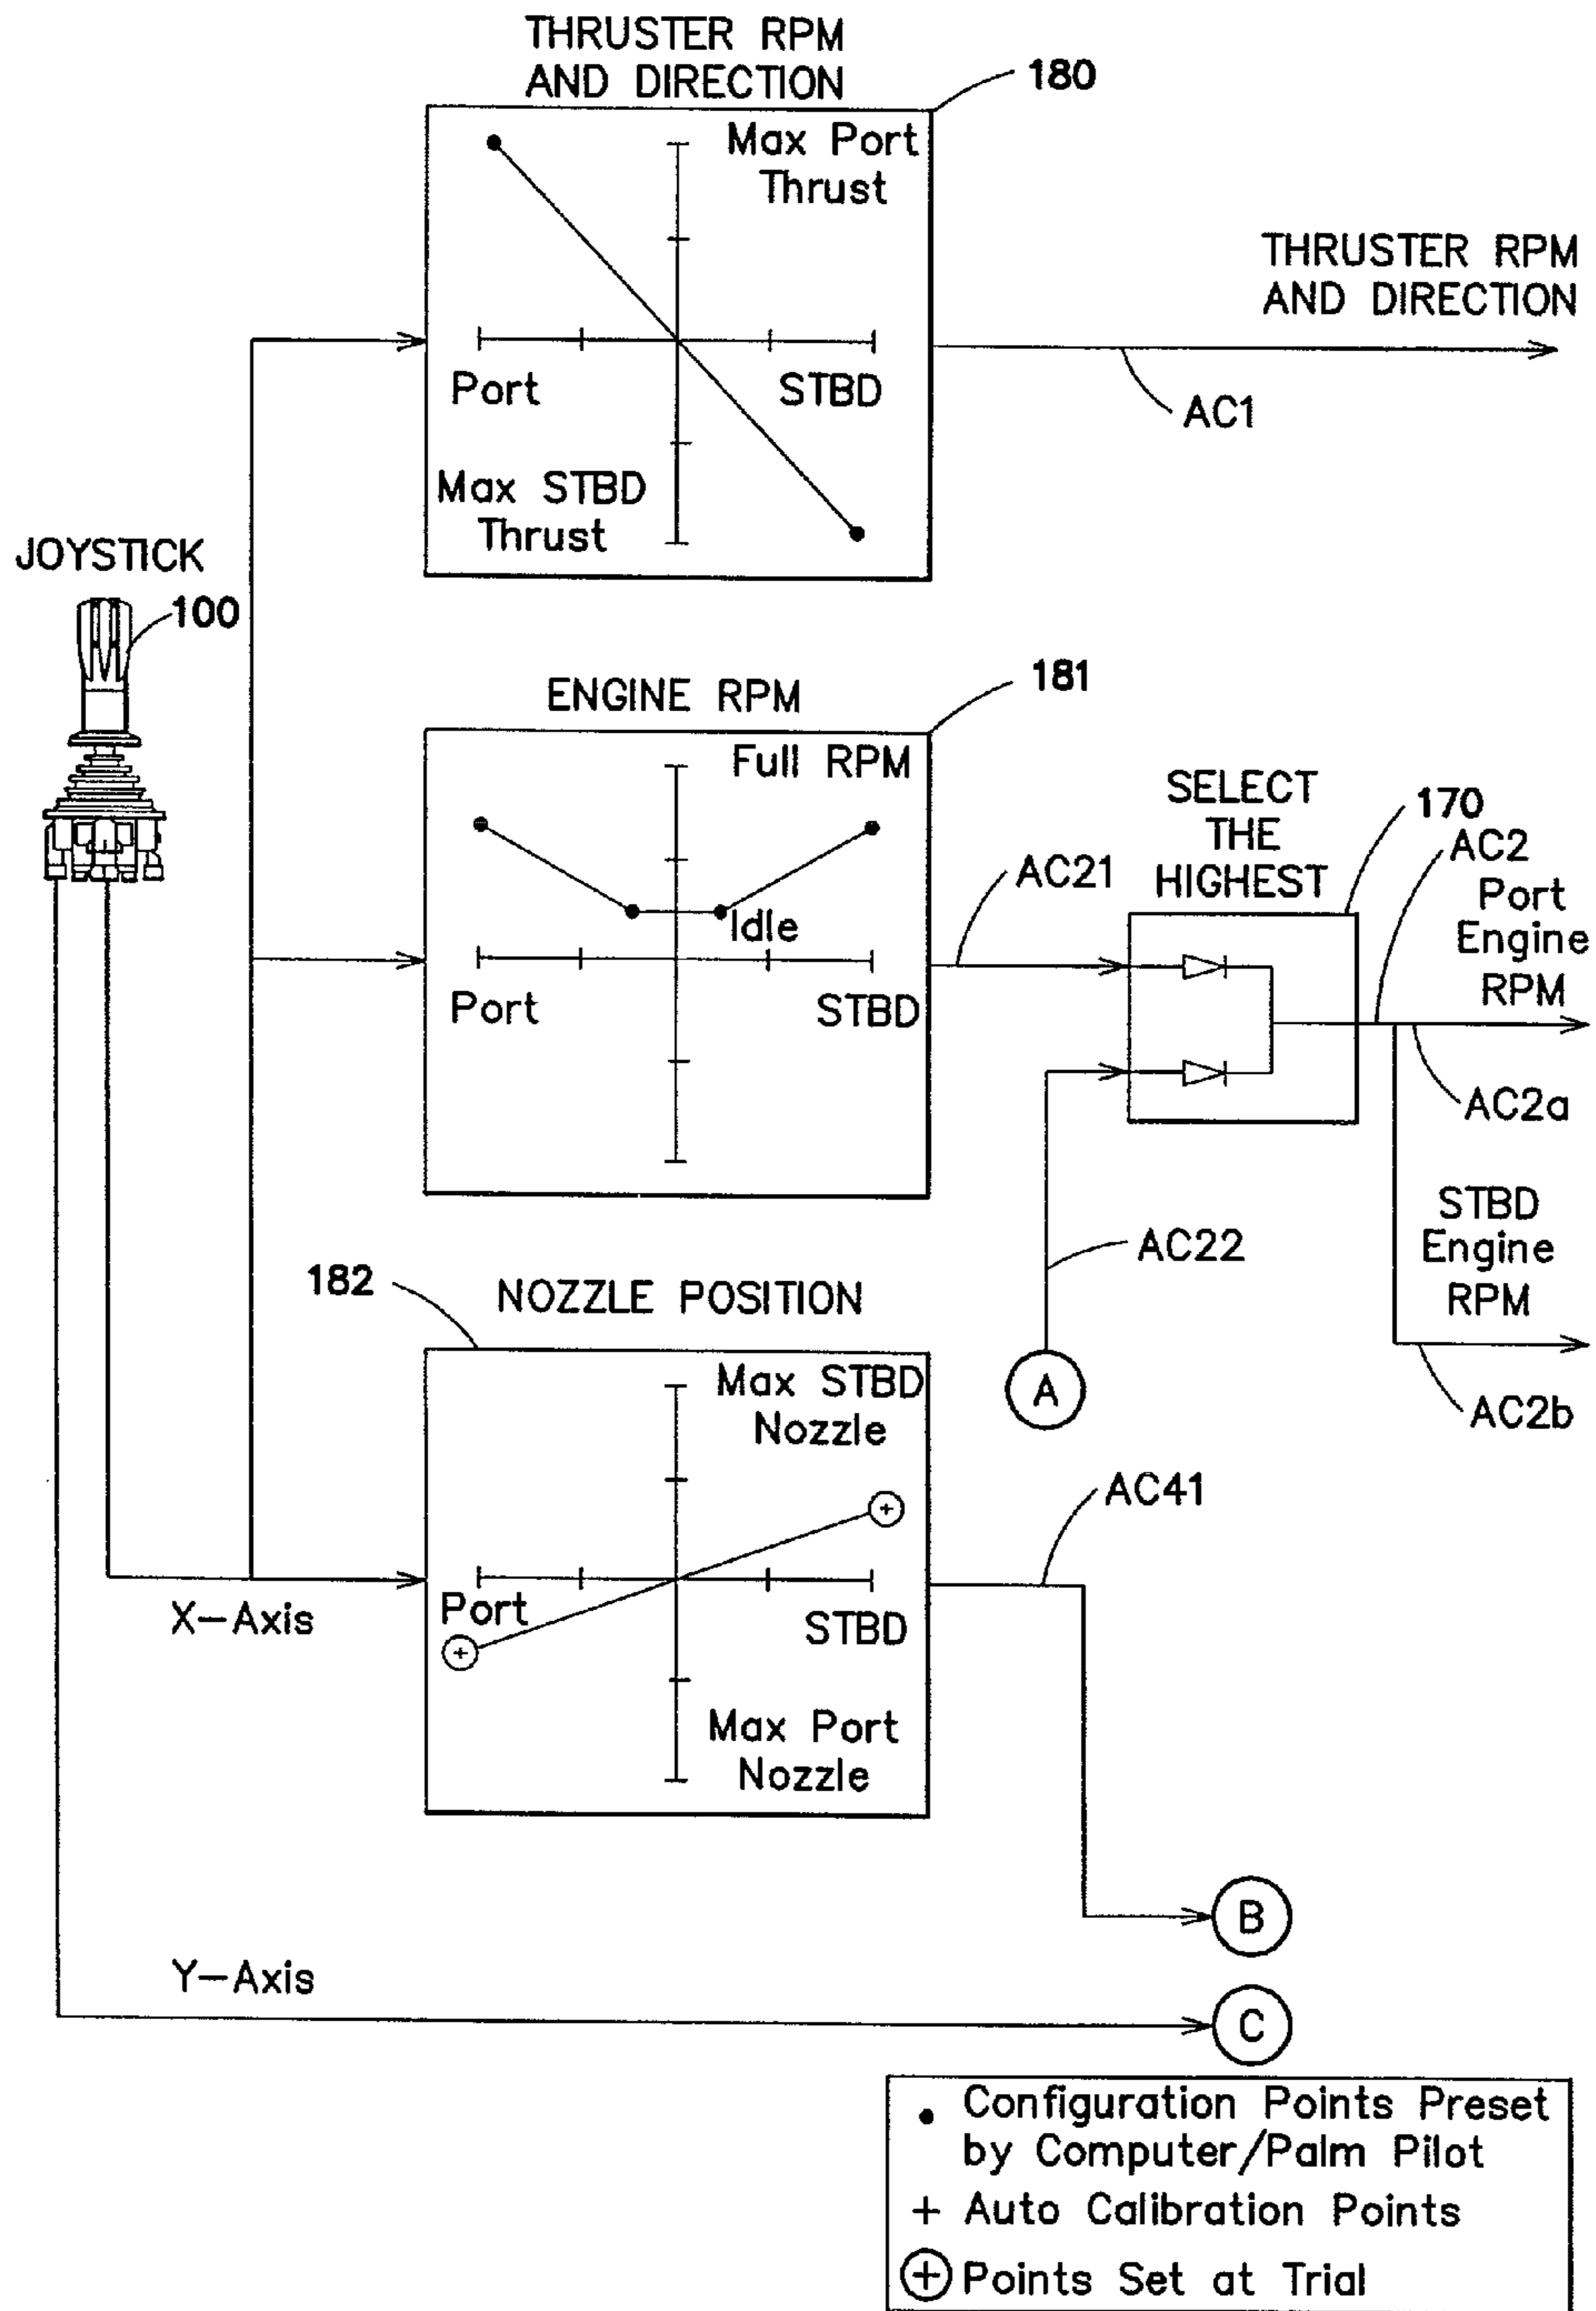 THRUSTER RPM
AND DIRECTION
180
Max Port
Thrust
Port
STBD
Max STBD
Thrust
THRUSTER RPM
AND DIRECTION
AC1
JOYSTICK
100
ENGINE RPM
181
Full RPM
Idle
Port
STBD
AC21
SELECT
THE
HIGHEST
170
AC2
Port
Engine
RPM
AC2a
STBD
Engine
RPM
AC2b
AC22
A
182
NOZZLE POSITION
Max STBD
Nozzle
Port
STBD
Max Port
Nozzle
AC41
X-Axis
B
Y-Axis
C
Configuration Points Preset
by Computer/Palm Pilot
+ Auto Calibration Points
Points Set at Trial